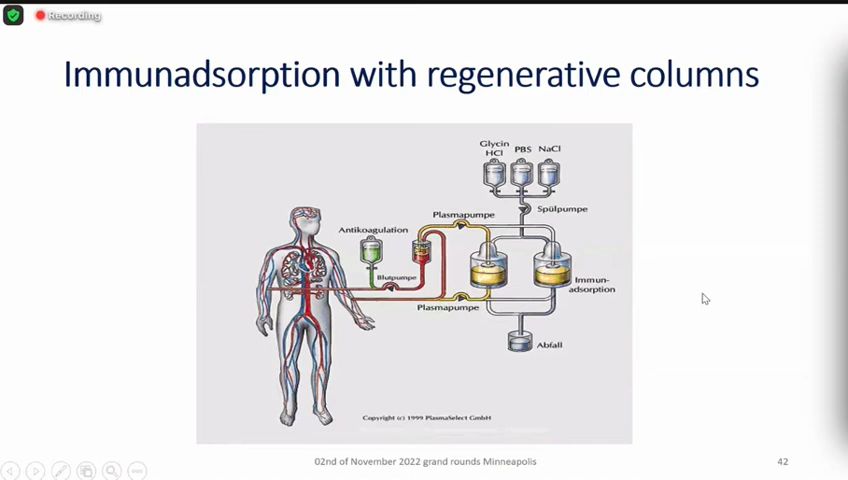 Recording
Immunadsorption with regenerative columns
Glycin
HCl PBS NaCl
Spülpumpe
Plasmapumpe
Antikoagulation
Blutpumpe
Immun-
adsorption
Plasmapumpe
Abfall
Copyright (c) 1999 PlasmaSelect GmbH
02nd of November 2022 grand rounds Minneapolis
42